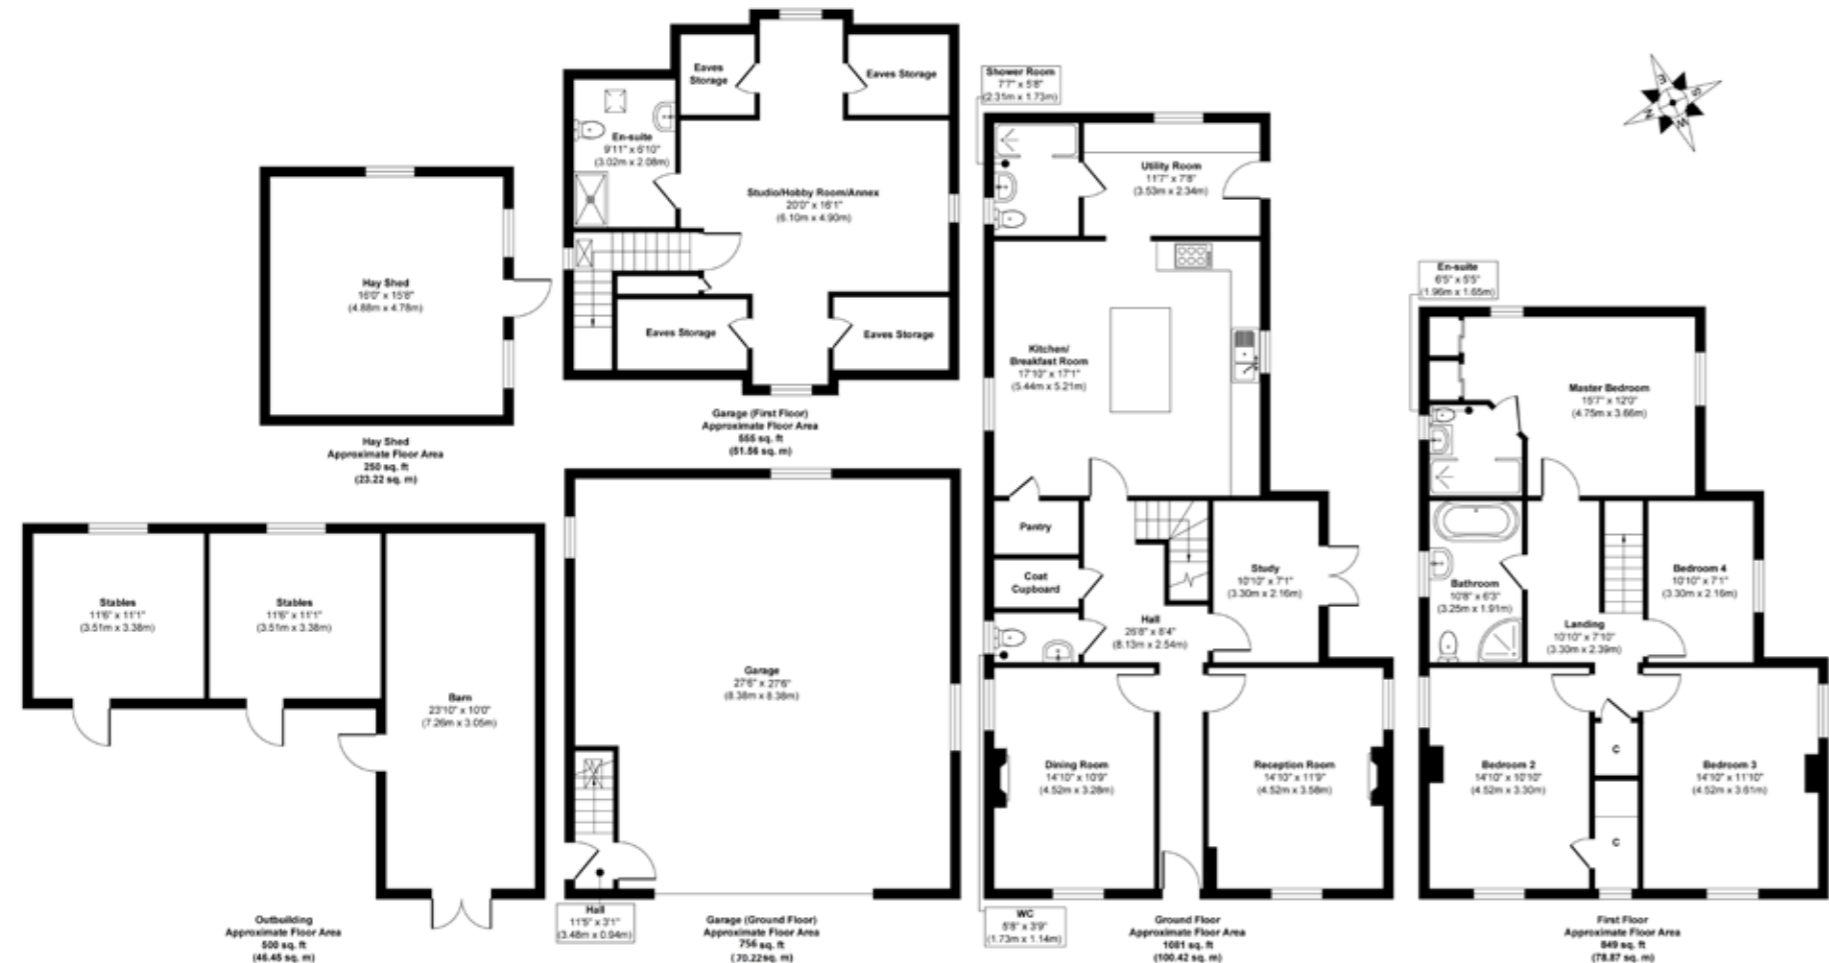 Eaves
Storage
Eaves Storage
En-suite
9'11" x 6'10"
(3.02m x 2.08m)
Studio/Hobby Room/Annex
20'0" x 16'1"
(6.10m x 4.90m)
Eaves Storage
Eaves Storage
Garage (First Floor)
Approximate Floor Area
555 sq. ft
(51.56 sq. m)
Hay Shed
16'0" x 15'8"
(4.88m x 4.78m)
Hay Shed
Approximate Floor Area
250 sq. ft
(23.22 sq. m)
Stables
11'6" x 11'1"
(3.51m x 3.38m)
Stables
11'6" x 11'1"
(3.51m x 3.38m)
Barn
23'10" x 10'0"
(7.26m x 3.05m)
Outbuilding
Approximate Floor Area
500 sq. ft
(46.45 sq. m)
Garage
27'6" x 27'6"
(8.38m x 8.38m)
Hall
11'5" x 3'1"
(3.48m x 0.94m)
Garage (Ground Floor)
Approximate Floor Area
756 sq. ft
(70.22sq. m)
Shower Room
7'7" x 5'8"
(2.31m x 1.73m)
Utility Room
11'7" x 7'8"
(3.53m x 2.34m)
Kitchen/
Breakfast Room
17'10" x 17'1"
(5.44m x 5.21m)
Pantry
Coat
Cupboard
Study
10'10" x 7'1"
(3.30m x 2.16m)
Hall
26'8" x 8'4"
(8.13m x 2.54m)
Dining Room
14'10" x 10'9"
(4.52m x 3.28m)
Reception Room
14'10" x 11'9"
(4.52m x 3.58m)
WC
5'8" x 3'9"
(1.73m x 1.14m)
Ground Floor
Approximate Floor Area
1081 sq. ft
(100.42 sq. m)
E
S
N
W
En-suite
6'5" x 5'5"
(1.96m x 1.65m)
Master Bedroom
15'7" x 12'0"
(4.75m x 3.66m)
Bathroom
10'8" x 6'3"
(3.25m x 1.91m)
Bedroom 4
10'10" x 7'1"
(3.30m x 2.16m)
Landing
10'10" x 7'10"
(3.30m x 2.39m)
Bedroom 2
14'10" x 10'10"
(4.52m x 3.30m)
C
C
Bedroom 3
14'10" x 11'10"
(4.52m x 3.61m)
First Floor
Approximate Floor Area
849 sq. ft
(78.87 sq. m)